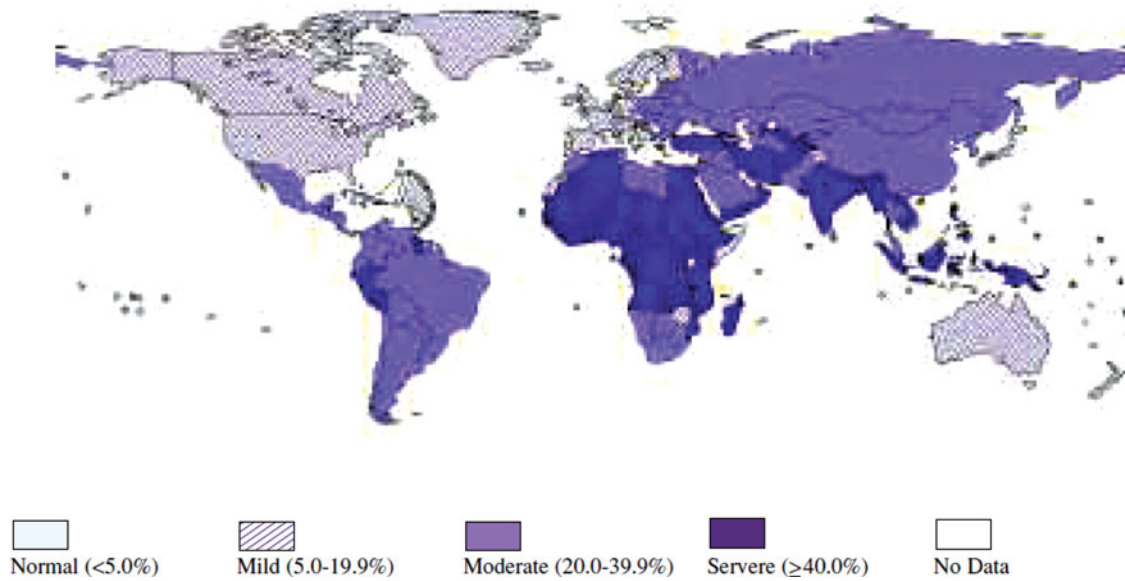 Normal (<5.0%)
Mild (5.0-19.9%)
Moderate (20.0-39.9%)
Servere (≥40.0%)
No Data